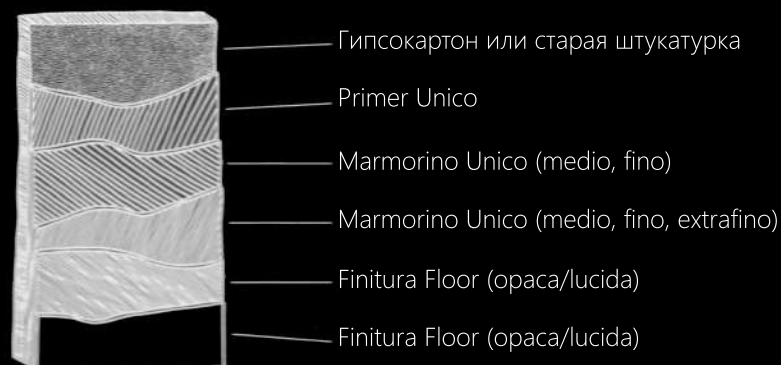 Гипсокартон или старая штукатурка
Primer Unico
Marmorino Unico (medio, fino)
Marmorino Unico (medio, fino, extrafino)
Finitura Floor (opaca/lucida)
Finitura Floor (opaca/lucida)